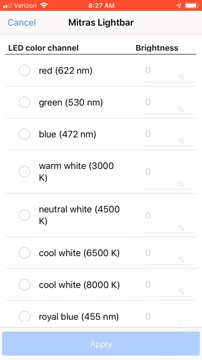 Verizon 8:27 AM
Cancel Mitras Lightbar
LED color channel Brightness
red (622 nm) 0
%
green (530 nm) 0
%
blue (472 nm) 0
%
warm white (3000 0
K)
%
neutral white (4500 0
K)
%
cool white (6500 K) 0
%
cool white (8000 K) 0
%
royal blue (455 nm) 0
Apply